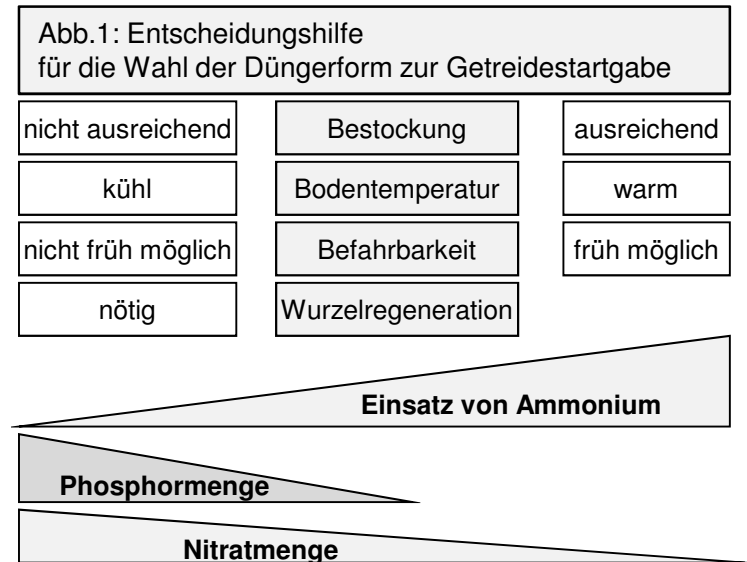 Abb.1: Entscheidungshilfe
für die Wahl der Düngerform zur Getreidestartgabe
nicht ausreichend Bestockung ausreichend
kühl Bodentemperatur warm
nicht früh möglich Befahrbarkeit früh möglich
nötig Wurzelregeneration
Einsatz von Ammonium
Phosphormenge
Nitratmenge